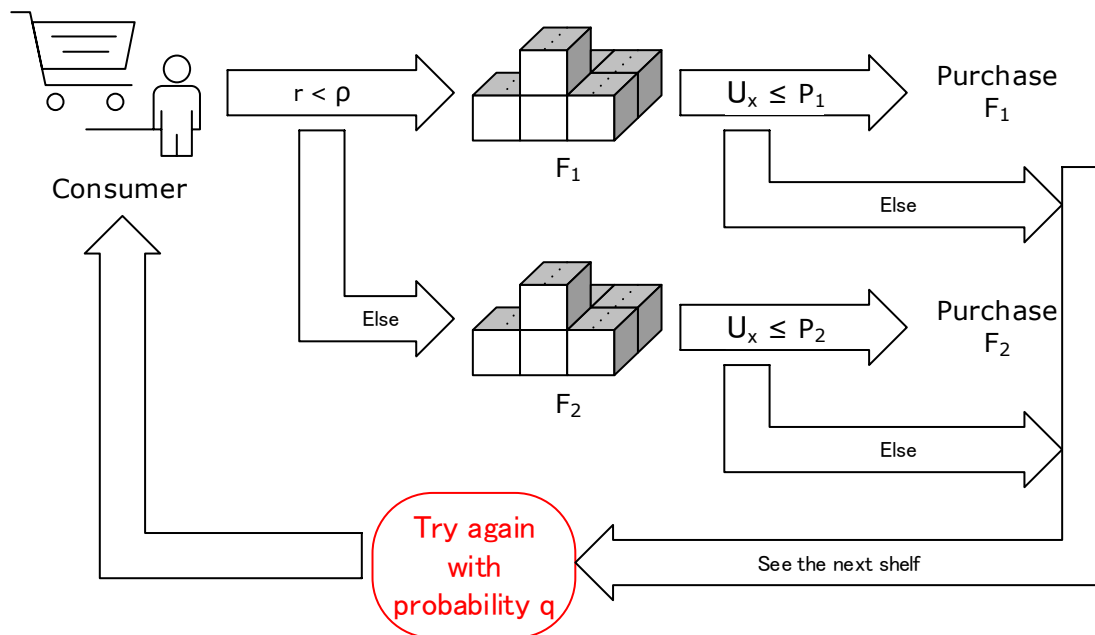 r < ρ
Uₓ ≤ P₁
Purchase
F₁
F₁
Consumer
Else
Else
Uₓ ≤ P₂
Purchase
F₂
F₂
Else
Try again
with
probability q
See the next shelf